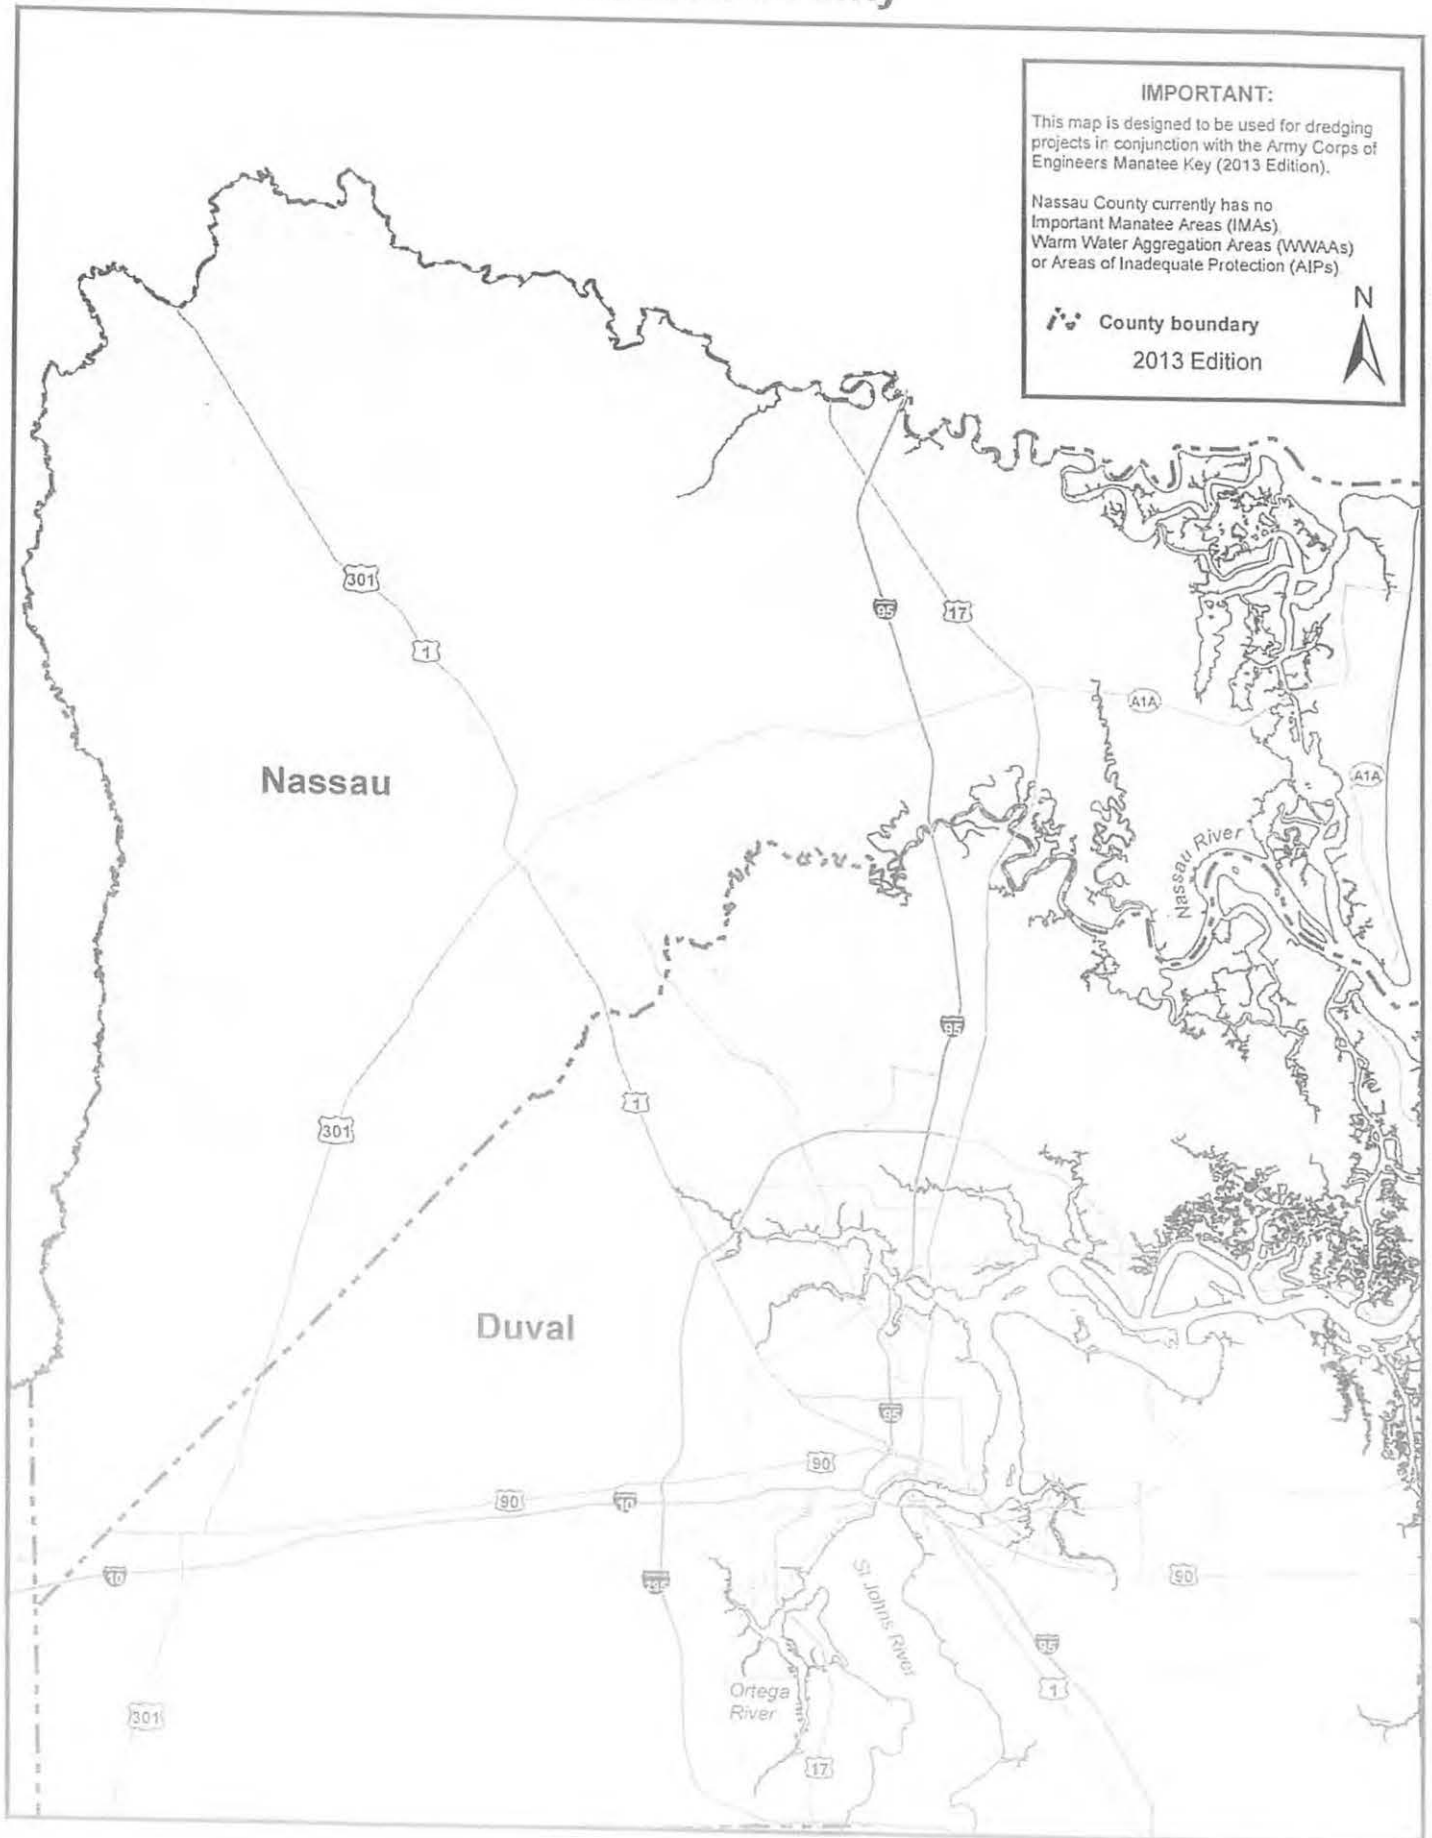 IMPORTANT:
This map is designed to be used for dredging
projects in conjunction with the Army Corps of
Engineers Manatee Key (2013 Edition).
Nassau County currently has no
Important Manatee Areas (IMAs),
Warm Water Aggregation Areas (WWAAs)
or Areas of Inadequate Protection (AIPs)
N
County boundary
2013 Edition
301
95
17
1
A1A
A1A
Nassau
Nassau River
95
1
301
Duval
95
90
90
10
10
295
90
St Johns River
95
1
Ortega
River
301
17